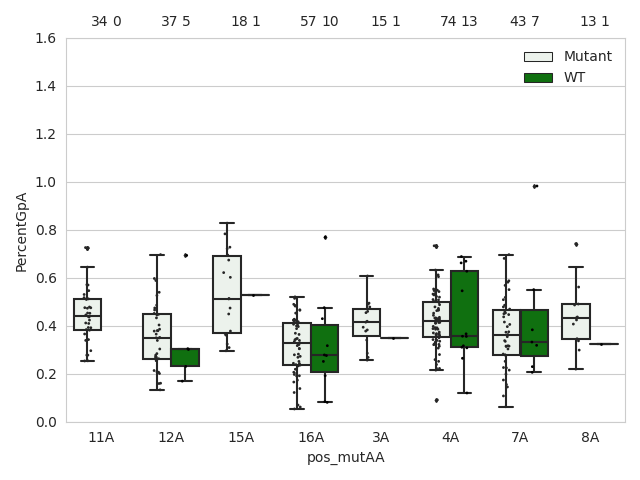 34 0 37 5 18 1 57 10 15 1 74 13 43 7 13 1
1.6
Mutant
WT
1.4
1.2
1.0
0.8
0.6
0.4
0.2
0.0
PercentGpA
11A 12A 15A 16A 3A 4A 7A 8A
pos_mutAA